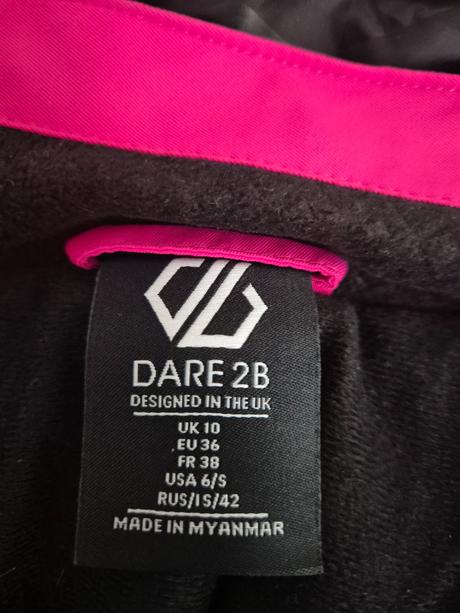 DARE 2B
DESIGNED IN THE UK
UK 10
EU 36
FR 38
USA 6/S
RUS/I S/42
MADE IN MYANMAR